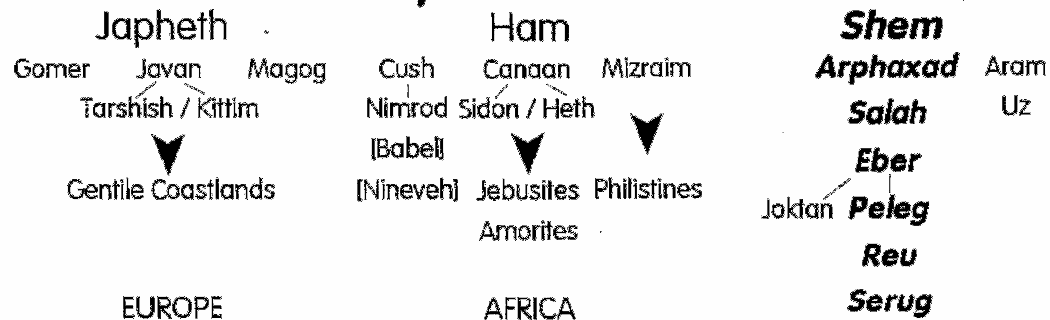 Japheth Ham Shem
Gomer Javan Magog Cush Canaan Mizraim Arphaxad Aram
Tarshish / Kittim Nimrod Sidon / Heth Salah Uz
[Babel] Eber
Gentile Coastlands [Nineveh] Jebusites Philistines Joktan Peleg
Amorites
Reu
EUROPE AFRICA Serug